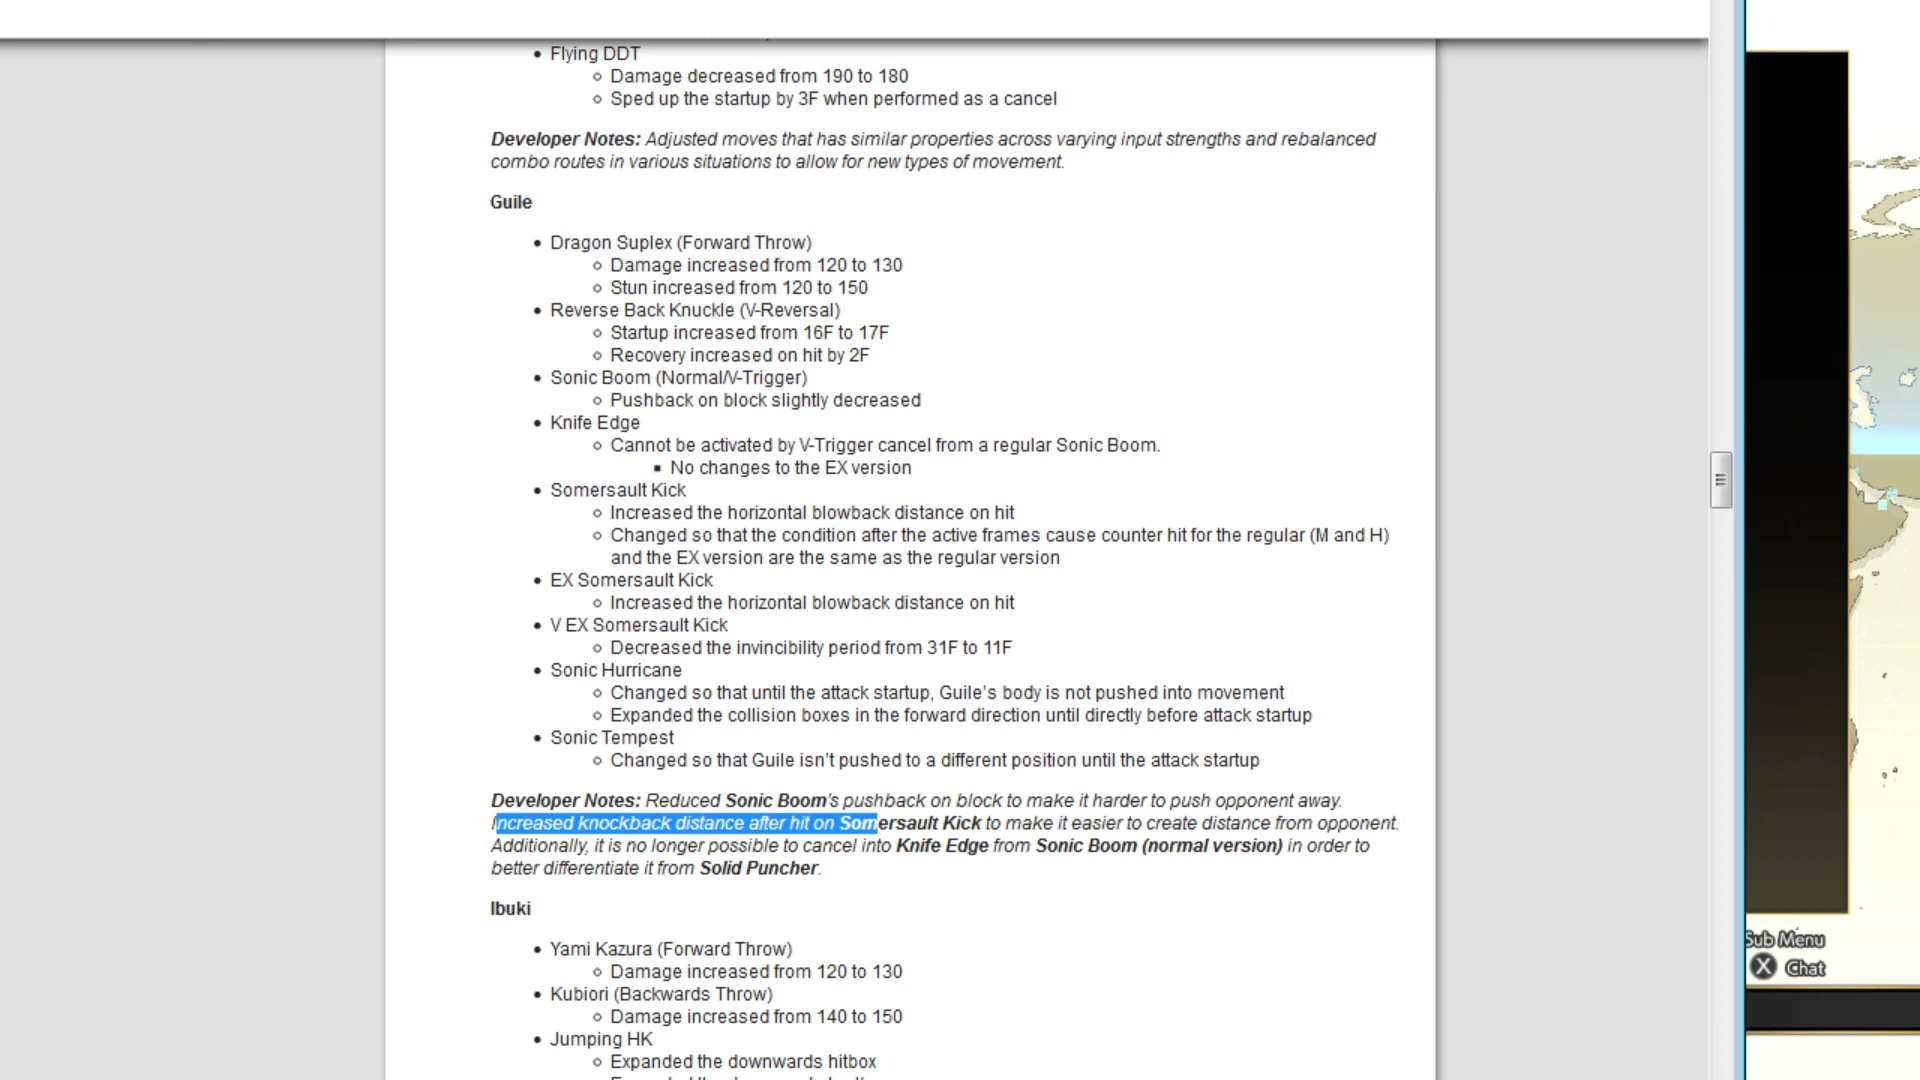 Flying DDT
Damage decreased from 190 to 180
Sped up the startup by 3F when performed as a cancel
Developer Notes: Adjusted moves that has similar properties across varying input strengths and rebalanced
combo routes in various situations to allow for new types of movement.
Guile
Dragon Suplex (Forward Throw)
Damage increased from 120 to 130
Stun increased from 120 to 150
Reverse Back Knuckle (V-Reversal)
Startup increased from 16F to 17F
Recovery increased on hit by 2F
Sonic Boom (Normal/V-Trigger)
Pushback on block slightly decreased
Knife Edge
Cannot be activated by V-Trigger cancel from a regular Sonic Boom.
No changes to the EX version
Somersault Kick
Increased the horizontal blowback distance on hit
Changed so that the condition after the active frames cause counter hit for the regular (M and H)
and the EX version are the same as the regular version
EX Somersault Kick
Increased the horizontal blowback distance on hit
V EX Somersault Kick
Decreased the invincibility period from 31F to 11F
Sonic Hurricane
Changed so that until the attack startup, Guile's body is not pushed into movement
Expanded the collision boxes in the forward direction until directly before attack startup
Sonic Tempest
Changed so that Guile isn't pushed to a different position until the attack startup
Developer Notes: Reduced Sonic Boom's pushback on block to make it harder to push opponent away.
Increased knockback distance after hit on Somersault Kick to make it easier to create distance from opponent.
Additionally, it is no longer possible to cancel into Knife Edge from Sonic Boom (normal version) in order to
better differentiate it from Solid Puncher.
Ibuki
Yami Kazura (Forward Throw)
Damage increased from 120 to 130
Kubiori (Backwards Throw)
Damage increased from 140 to 150
Jumping HK
Expanded the downwards hitbox
Sub Menu
X Chat